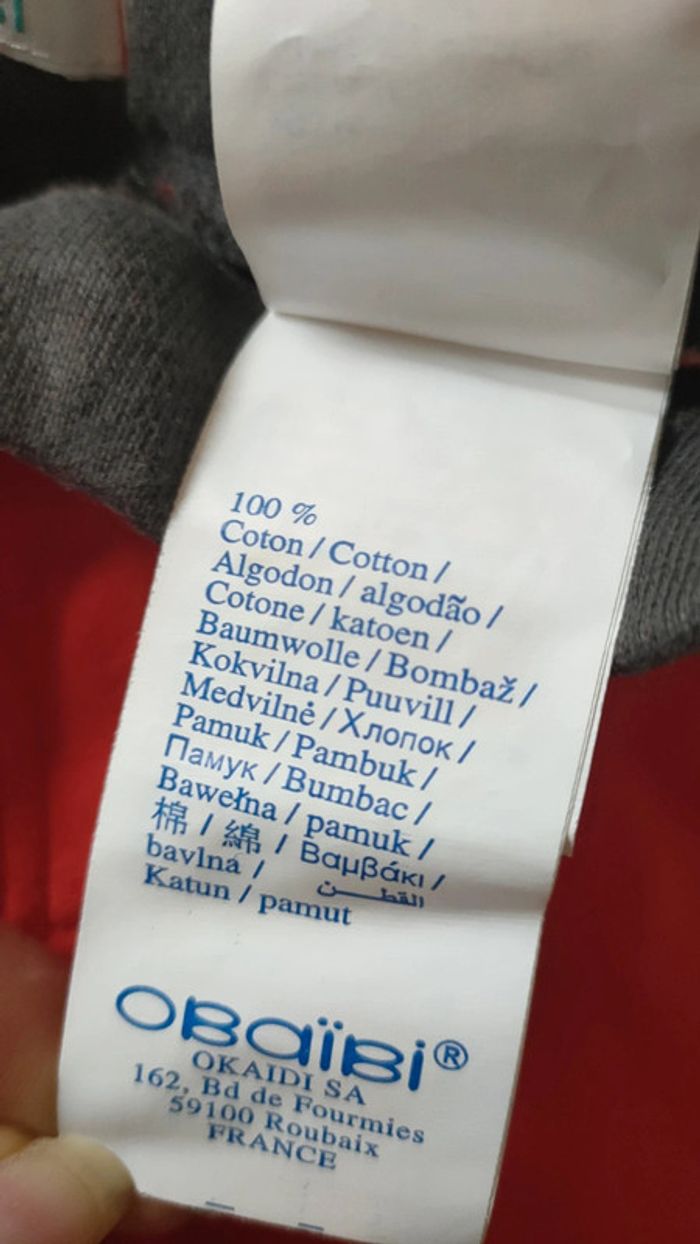 100 %
Coton / Cotton /
Algodon / algodão /
Cotone / katoen /
Baumwolle / Bombaž /
Kokvilna / Puuvill /
Medvilnė / Хлопок /
Pamuk / Pambuk /
Памук / Bumbac /
Bawełna / pamuk /
棉 / 綿 / Βαμβάκι /
bavlna / القطن
Katun / pamut
OBaïBi®
OKAIDI SA
162, Bd de Fourmies
59100 Roubaix
FRANCE